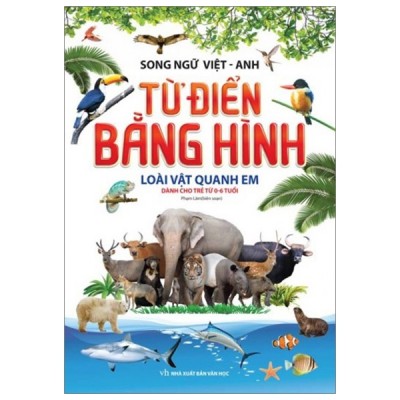 SONG NGỮ VIỆT - ANH
TỪ ĐIỂN
BẰNG HÌNH
LOÀI VẬT QUANH EM
DÀNH CHO TRẺ TỪ 0-6 TUỔI
VH NHÀ XUẤT BẢN VĂN HỌC